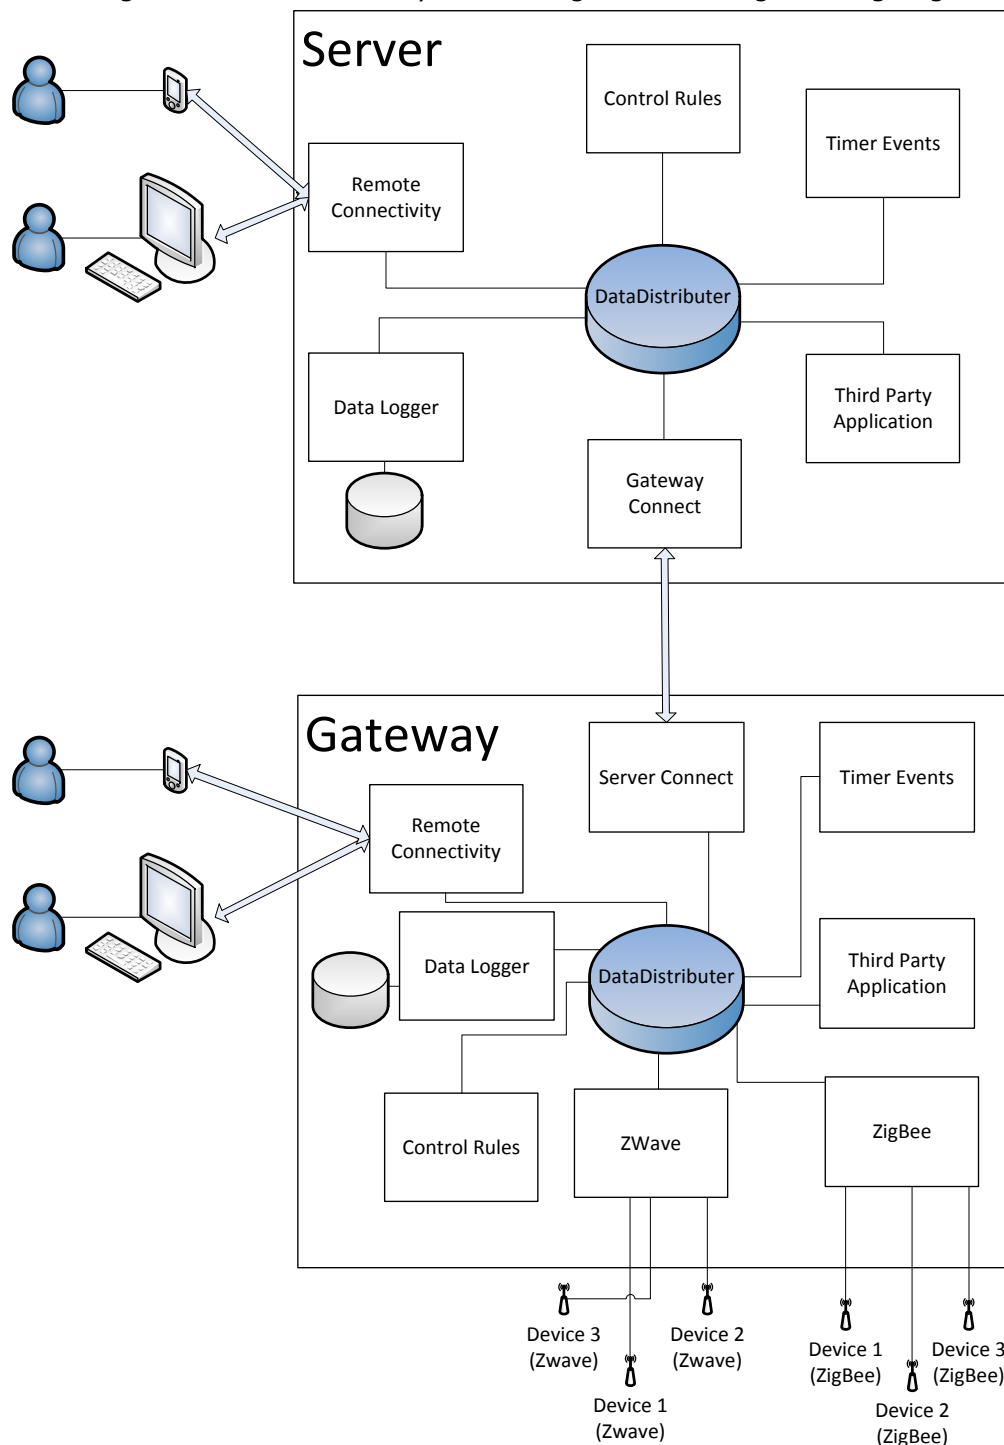 Server
Control Rules
Timer Events
Remote
Connectivity
DataDistributer
Data Logger
Third Party
Application
Gateway
Connect
Gateway
Server Connect
Timer Events
Remote
Connectivity
Data Logger
DataDistributer
Third Party
Application
Control Rules
ZWave
ZigBee
Device 3
(Zwave)
Device 2
(Zwave)
Device 1
(Zwave)
Device 1
(ZigBee)
Device 3
(ZigBee)
Device 2
(ZigBee)